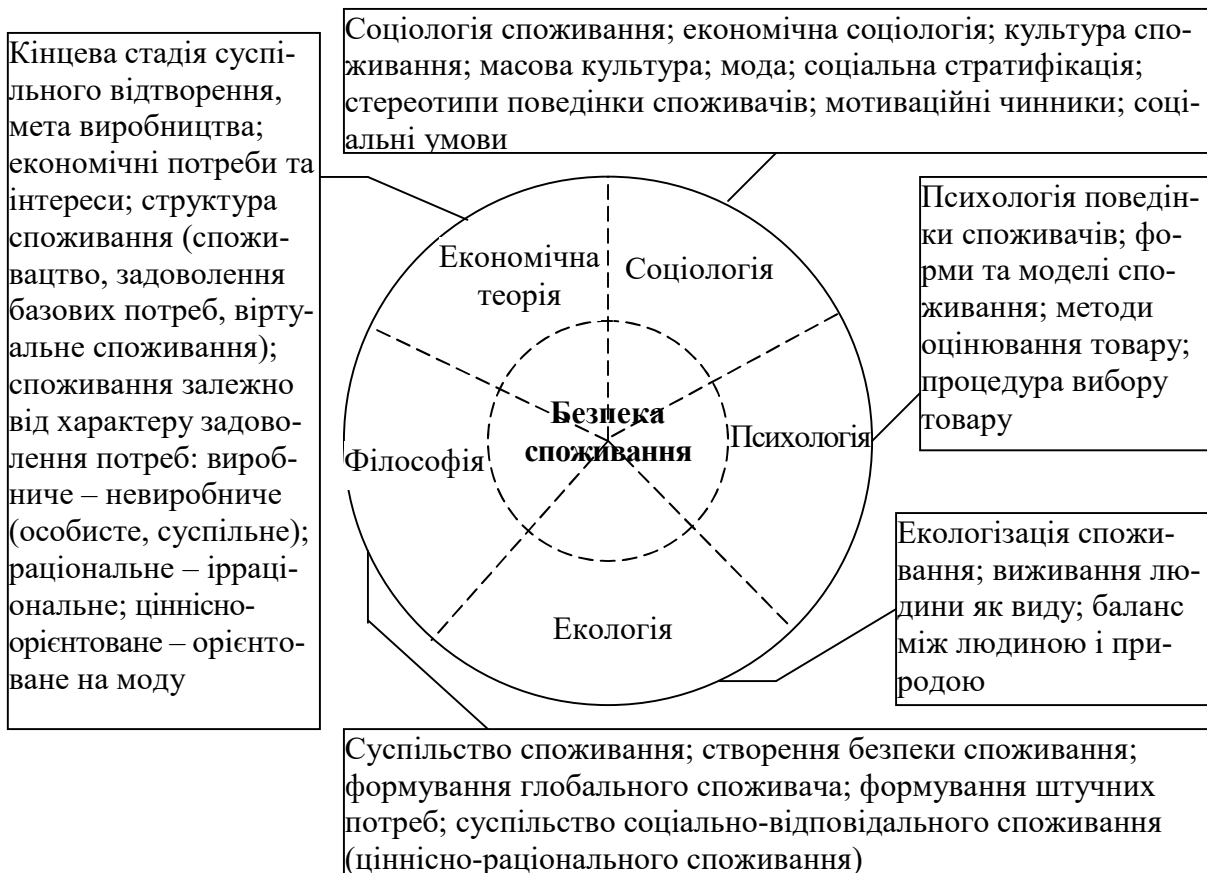 Соціологія споживання; економічна соціологія; культура спо-
живання; масова культура; мода; соціальна стратифікація;
стереотипи поведінки споживачів; мотиваційні чинники; соці-
альні умови
Кінцева стадія суспі-
льного відтворення,
мета виробництва;
економічні потреби та
інтереси; структура
споживання (спожи-
вацтво, задоволення
базових потреб, вірту-
альне споживання);
споживання залежно
від характеру задово-
лення потреб: вироб-
ниче – невиробниче
(особисте, суспільне);
раціональне – ірраці-
ональне; ціннісно-
орієнтоване – орієнто-
ване на моду
Економічна
теорія
Соціологія
Психологія
Екологія
Філософія
Безпека
споживання
Психологія поведін-
ки споживачів; фо-
рми та моделі спо-
живання; методи
оцінювання товару;
процедура вибору
товару
Екологізація спожи-
вання; виживання лю-
дини як виду; баланс
між людиною і при-
родою
Суспільство споживання; створення безпеки споживання;
формування глобального споживача; формування штучних
потреб; суспільство соціально-відповідального споживання
(ціннісно-раціонального споживання)